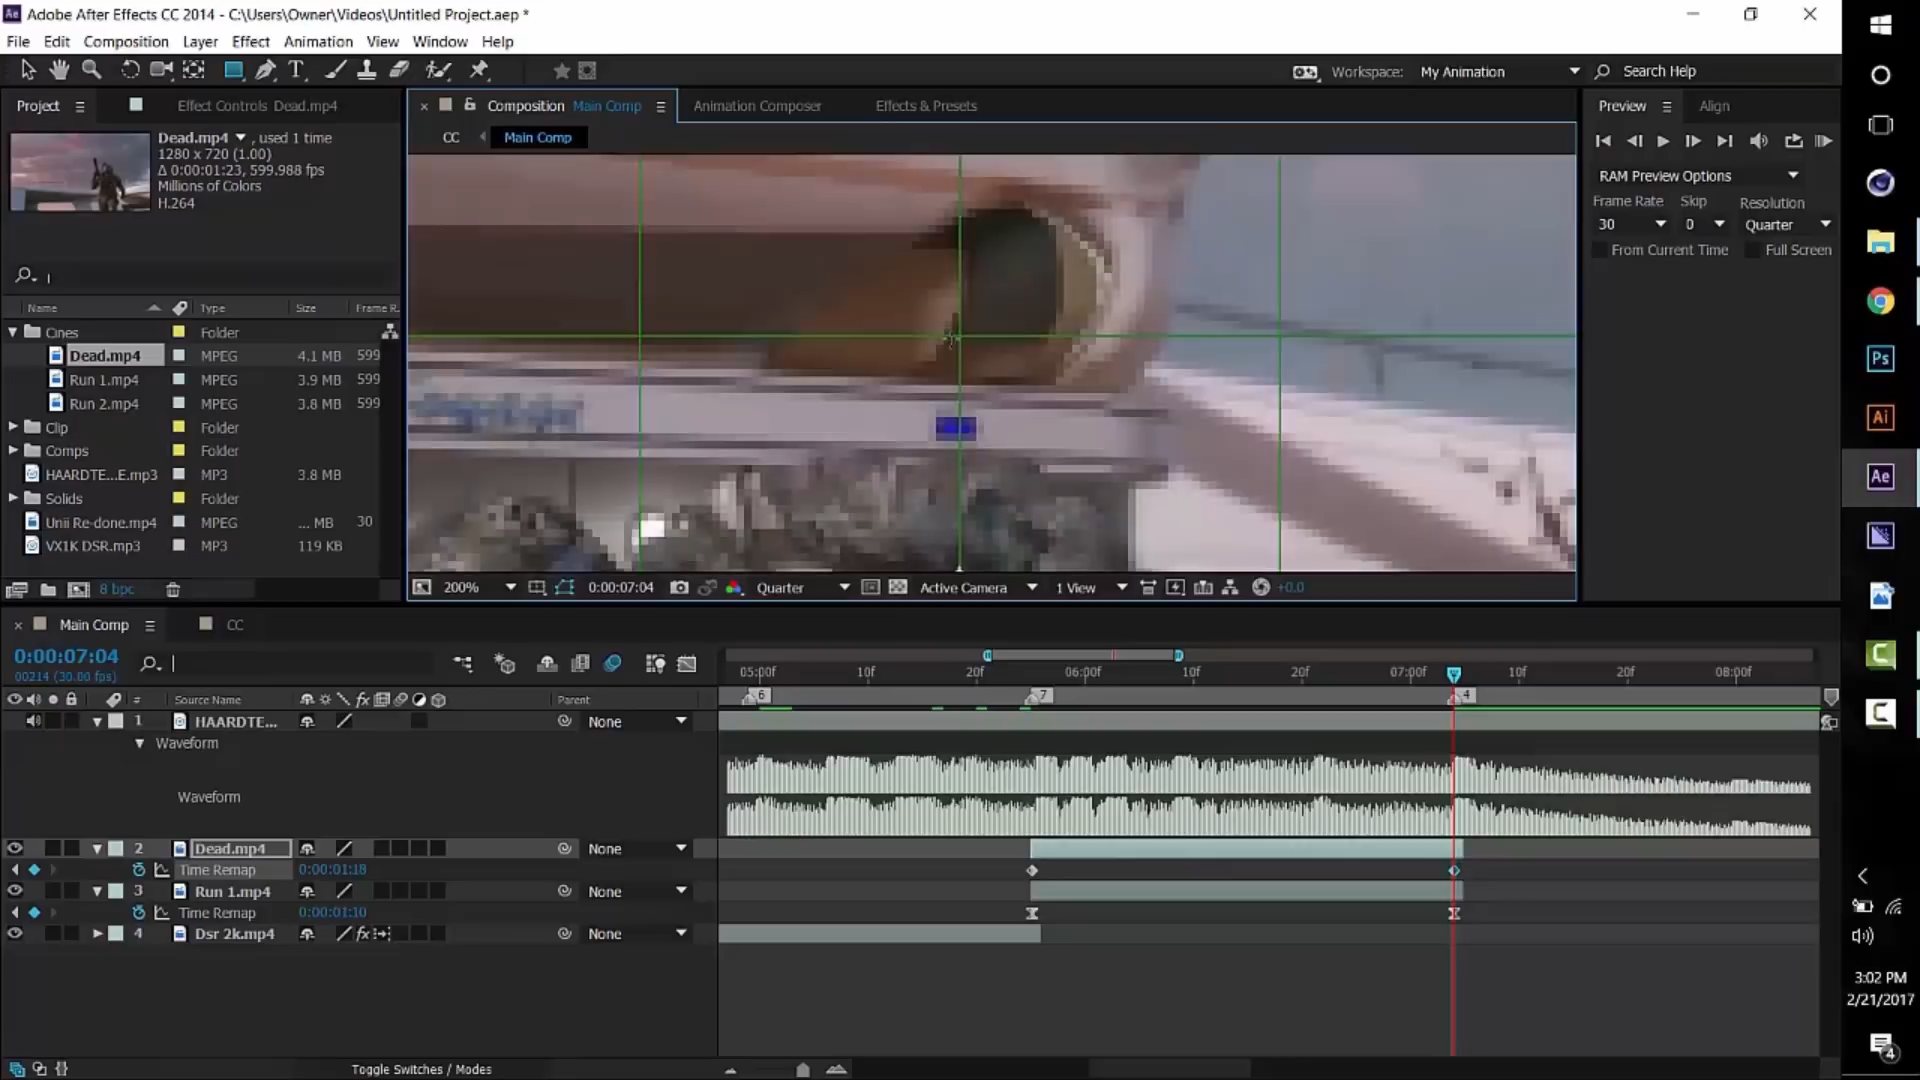 Adobe After Effects CC 2014 - C:\Users\Owner\Videos\Untitled Project.aep *
File Edit Composition Layer Effect Animation View Window Help
Workspace: My Animation Search Help
Project Effect Controls Dead.mp4 Composition Main Comp Animation Composer Effects & Presets Preview Align
Dead.mp4 , used 1 time
1280 x 720 (1.00)
Δ 0:00:01:23, 599.988 fps
Millions of Colors
H.264
CC Main Comp
RAM Preview Options
Frame Rate Skip Resolution
30 0 Quarter
From Current Time Full Screen
Name Type Size Frame R..
Cines Folder
Dead.mp4 MPEG 4.1 MB 599
Run 1.mp4 MPEG 3.9 MB 599
Run 2.mp4 MPEG 3.8 MB 599
Clip Folder
Comps Folder
HAARDTE...E.mp3 MP3 3.8 MB
Solids Folder
Unii Re-done.mp4 MPEG ... MB 30
VX1K DSR.mp3 MP3 119 KB
8 bpc
200% 0:00:07:04 Quarter Active Camera 1 View +0.0
Main Comp CC
0:00:07:04
00214 (30.00 fps)
05:00f 10f 20f 06:00f 10f 20f 07:00f 10f 20f 08:00f
6 7 4
# Source Name Parent
1 HAARDTE... None
Waveform
Waveform
2 Dead.mp4 None
Time Remap 0:00:01:18
3 Run 1.mp4 None
Time Remap 0:00:01:10
4 Dsr 2k.mp4 None
Toggle Switches / Modes
Ps
Ai
Ae
3:02 PM
2/21/2017
4